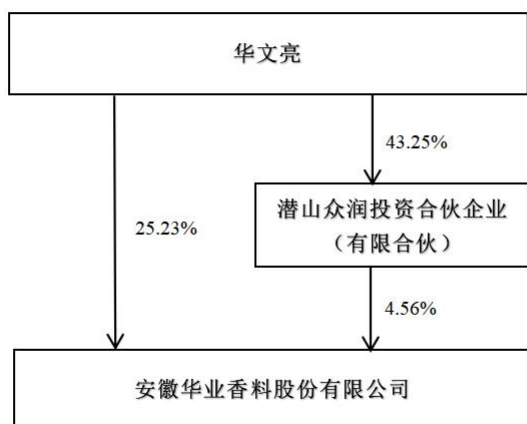 华文亮
43.25%
潜山众润投资合伙企业
（有限合伙）
25.23%
4.56%
安徽华业香料股份有限公司